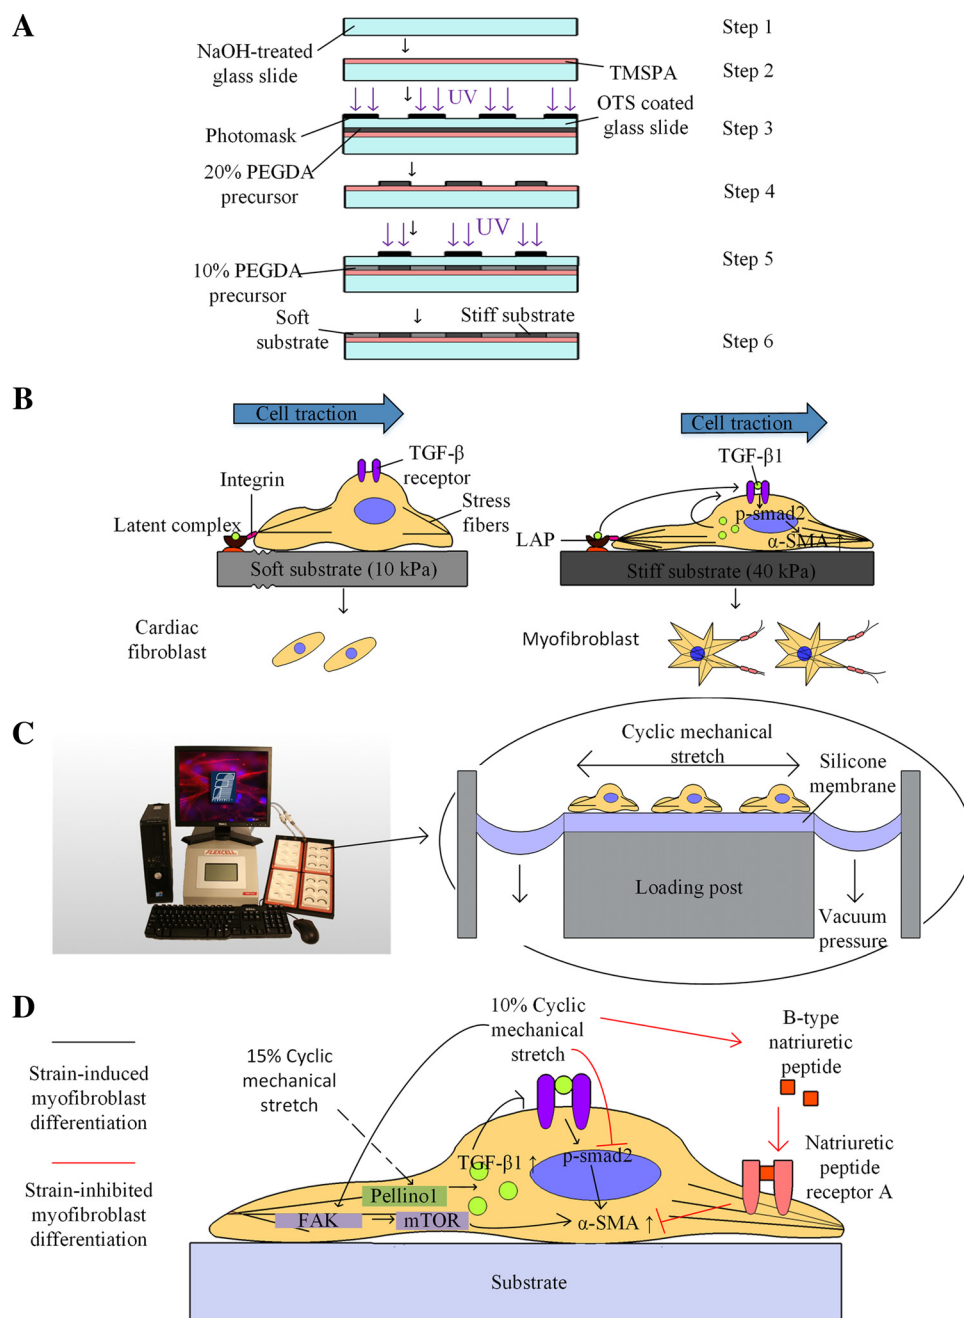 A
NaOH-treated
glass slide
Step 1
TMSPA
Step 2
UV
OTS coated
glass slide
Photomask
Step 3
20% PEGDA
precursor
Step 4
UV
10% PEGDA
precursor
Step 5
Soft
substrate
Stiff substrate
Step 6
B
Cell traction
TGF-β
receptor
Integrin
Stress
fibers
Latent complex
Soft substrate (10 kPa)
Cardiac
fibroblast
Cell traction
TGF-β1
p-smad2
LAP
α-SMA ↑
Stiff substrate (40 kPa)
Myofibroblast
C
FLEXCELL
Cyclic mechanical
stretch
Silicone
membrane
Loading post
Vacuum
pressure
D
Strain-induced
myofibroblast
differentiation
Strain-inhibited
myofibroblast
differentiation
15% Cyclic
mechanical
stretch
10% Cyclic
mechanical
stretch
B-type
natriuretic
peptide
Natriuretic
peptide
receptor A
TGF-β1 ↑
p-smad2
Pellino1
FAK
mTOR
α-SMA ↑
Substrate